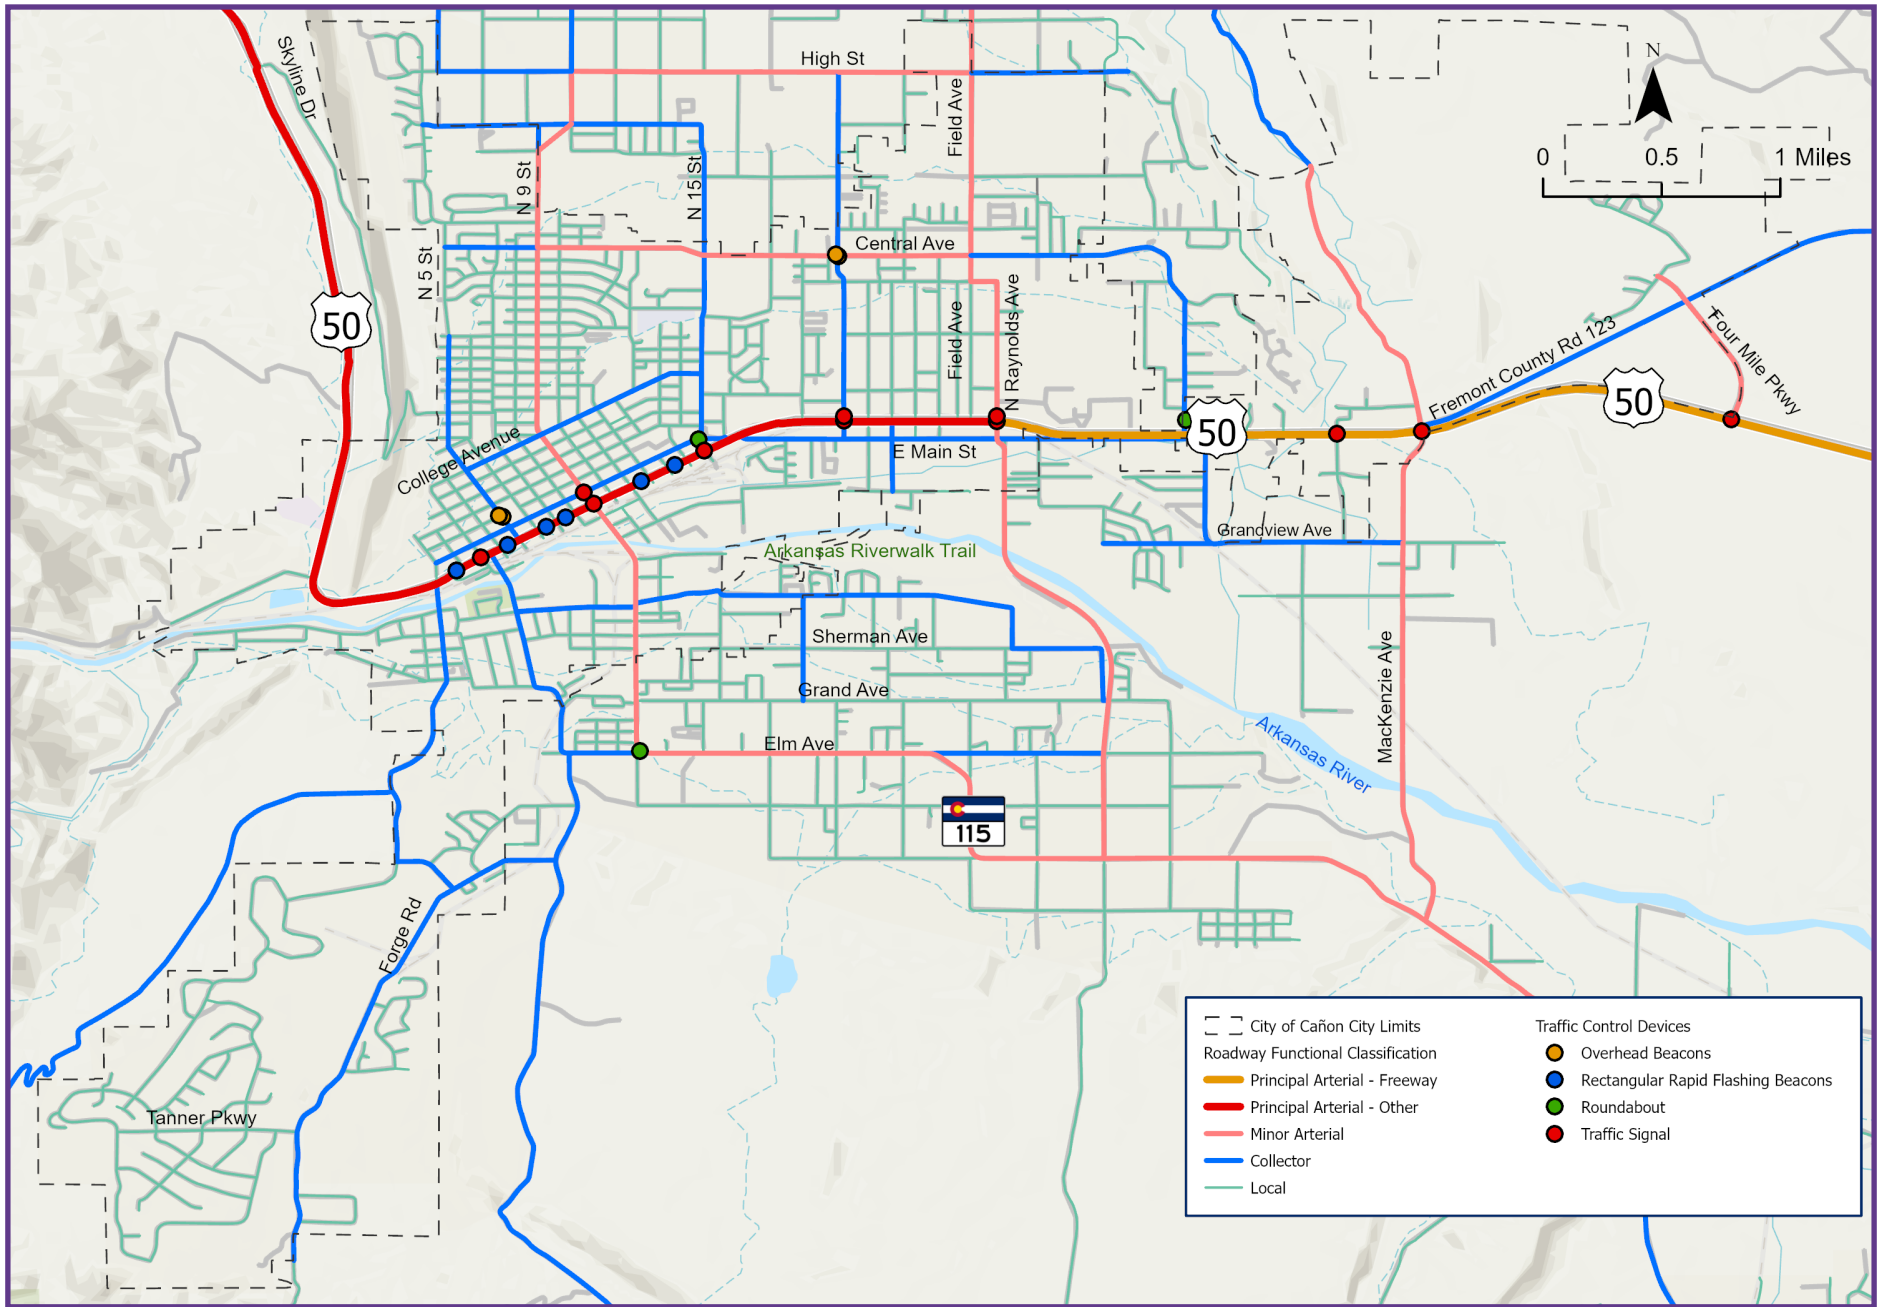 High St
Skyline Dr
Field Ave
N
0 0.5 1 Miles
N 9 St
N 15 St
N 5 St
Central Ave
50
Field Ave
N Raynolds Ave
Fremont County Rd 123
Four Mile Pkwy
50
50
College Avenue
E Main St
Grandview Ave
Arkansas Riverwalk Trail
Sherman Ave
MacKenzie Ave
Grand Ave
Elm Ave
Arkansas River
115
Forge Rd
Tanner Pkwy
City of Cañon City Limits
Roadway Functional Classification
Principal Arterial - Freeway
Principal Arterial - Other
Minor Arterial
Collector
Local
Traffic Control Devices
Overhead Beacons
Rectangular Rapid Flashing Beacons
Roundabout
Traffic Signal